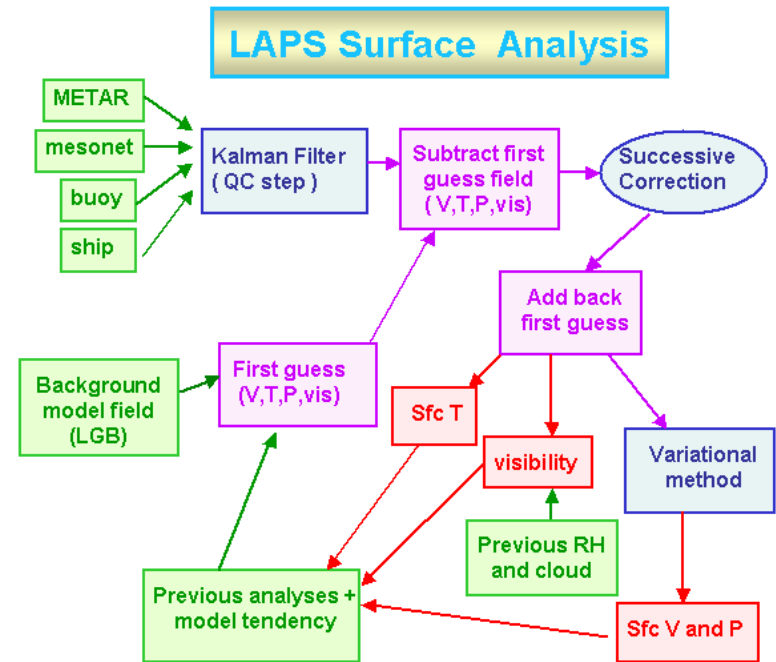 LAPS Surface Analysis
METAR
mesonet
buoy
ship
Kalman Filter
( QC step )
Subtract first
guess field
( V,T,P,vis)
Successive
Correction
Add back
first guess
Background
model field
(LGB)
First guess
(V,T,P,vis)
Sfc T
visibility
Variational
method
Previous RH
and cloud
Previous analyses +
model tendency
Sfc V and P